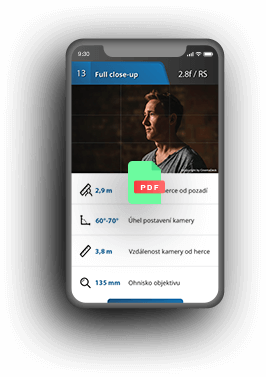 9:30
13 Full close-up 2.8f / RS
2,9 m herce od pozadí
PDF
60°-70° Úhel postavení kamery
3,8 m Vzdálenost kamery od herce
135 mm Ohnisko objektivu